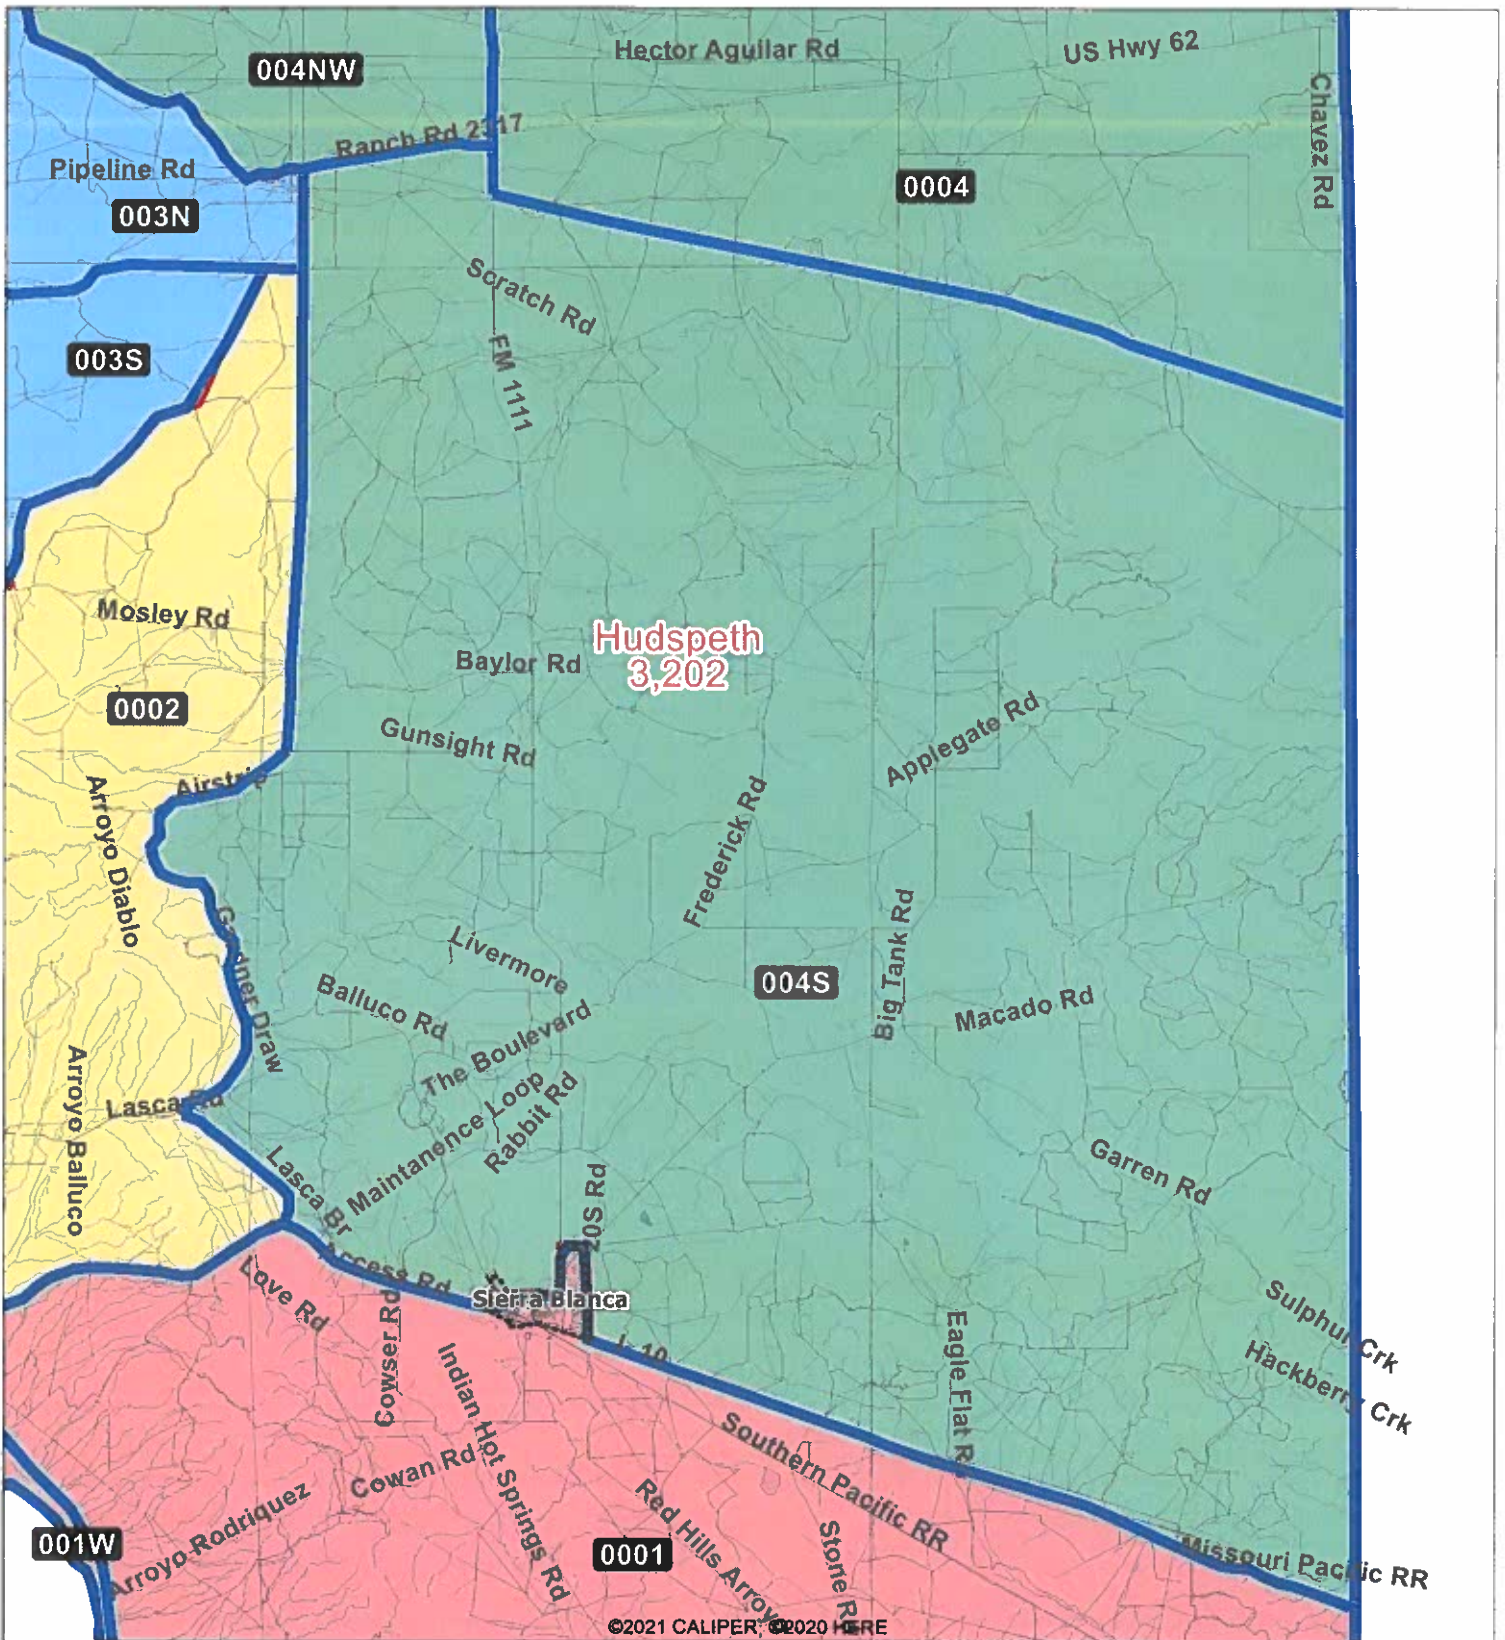 Hector Aguilar Rd
US Hwy 62
004NW
Chavez Rd
Ranch Rd 2317
Pipeline Rd
0004
003N
Scratch Rd
003S
FM 1111
Mosley Rd
Hudspeth
3,202
Baylor Rd
0002
Gunsight Rd
Applegate Rd
Airstrip
Arroyo Diablo
Frederick Rd
Gardner Draw
Livermore
Big Tank Rd
004S
Balluco Rd
Macado Rd
The Boulevard
Arroyo Balluco
Lasca Rd
Maintanence Loop
Rabbit Rd
Garren Rd
Lasca Br
20S Rd
Access Rd
Love Rd
Sierra Blanca
Sulphur Crk
Cowser Rd
I- 10
Eagle Flat R
Hackberry Crk
Indian Hot Springs Rd
Southern Pacific RR
Cowan Rd
Arroyo Rodriquez
Red Hills Arroyo
Stone Rd
001W
0001
Missouri Pacific RR
©2021 CALIPER; ©2020 HERE